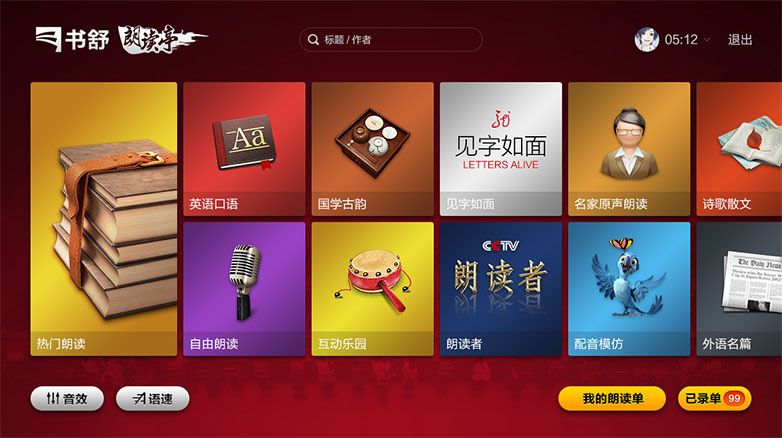 书舒 朗读亭
标题 / 作者
05:12
退出
Aa
见字如面
LETTERS ALIVE
英语口语
国学古韵
见字如面
名家原声朗读
诗歌散文
热门朗读
CCTV
朗读者
The Daily News
自由朗读
互动乐园
朗读者
配音模仿
外语名篇
音效
语速
我的朗读单
已录单 99